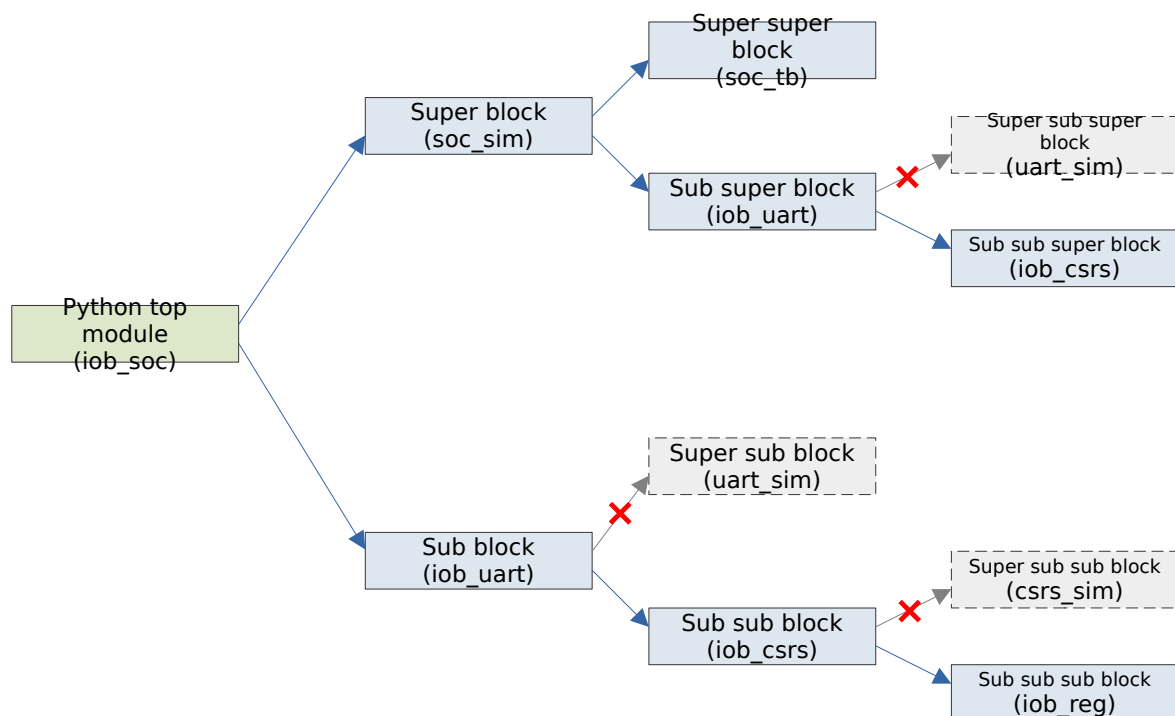 Super super
block
(soc_tb)
Super block
(soc_sim)
Super sub super
block
(uart_sim)
Sub super block
(iob_uart)
Sub sub super block
(iob_csrs)
Python top
module
(iob_soc)
Super sub block
(uart_sim)
Sub block
(iob_uart)
Super sub sub block
(csrs_sim)
Sub sub block
(iob_csrs)
Sub sub sub block
(iob_reg)